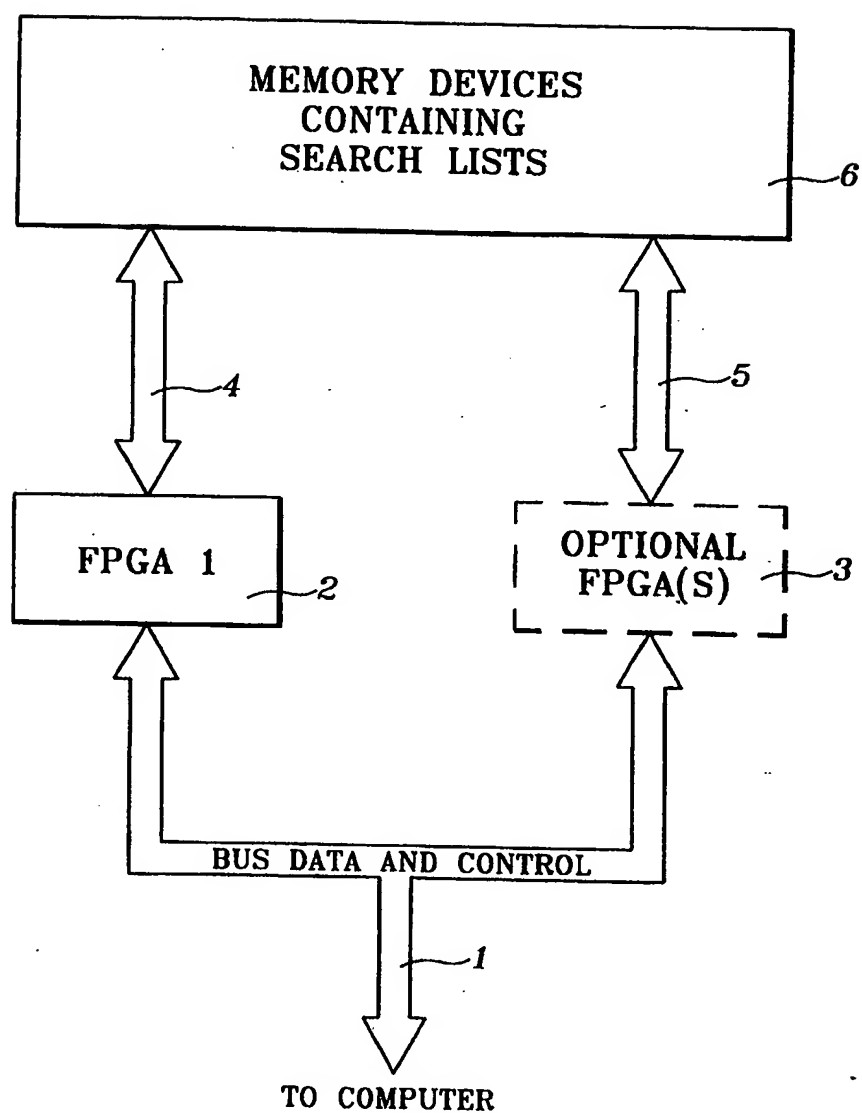 MEMORY DEVICES
CONTAINING
SEARCH LISTS
6
4
5
FPGA 1
2
OPTIONAL
FPGA(S)
3
BUS DATA AND CONTROL
1
TO COMPUTER